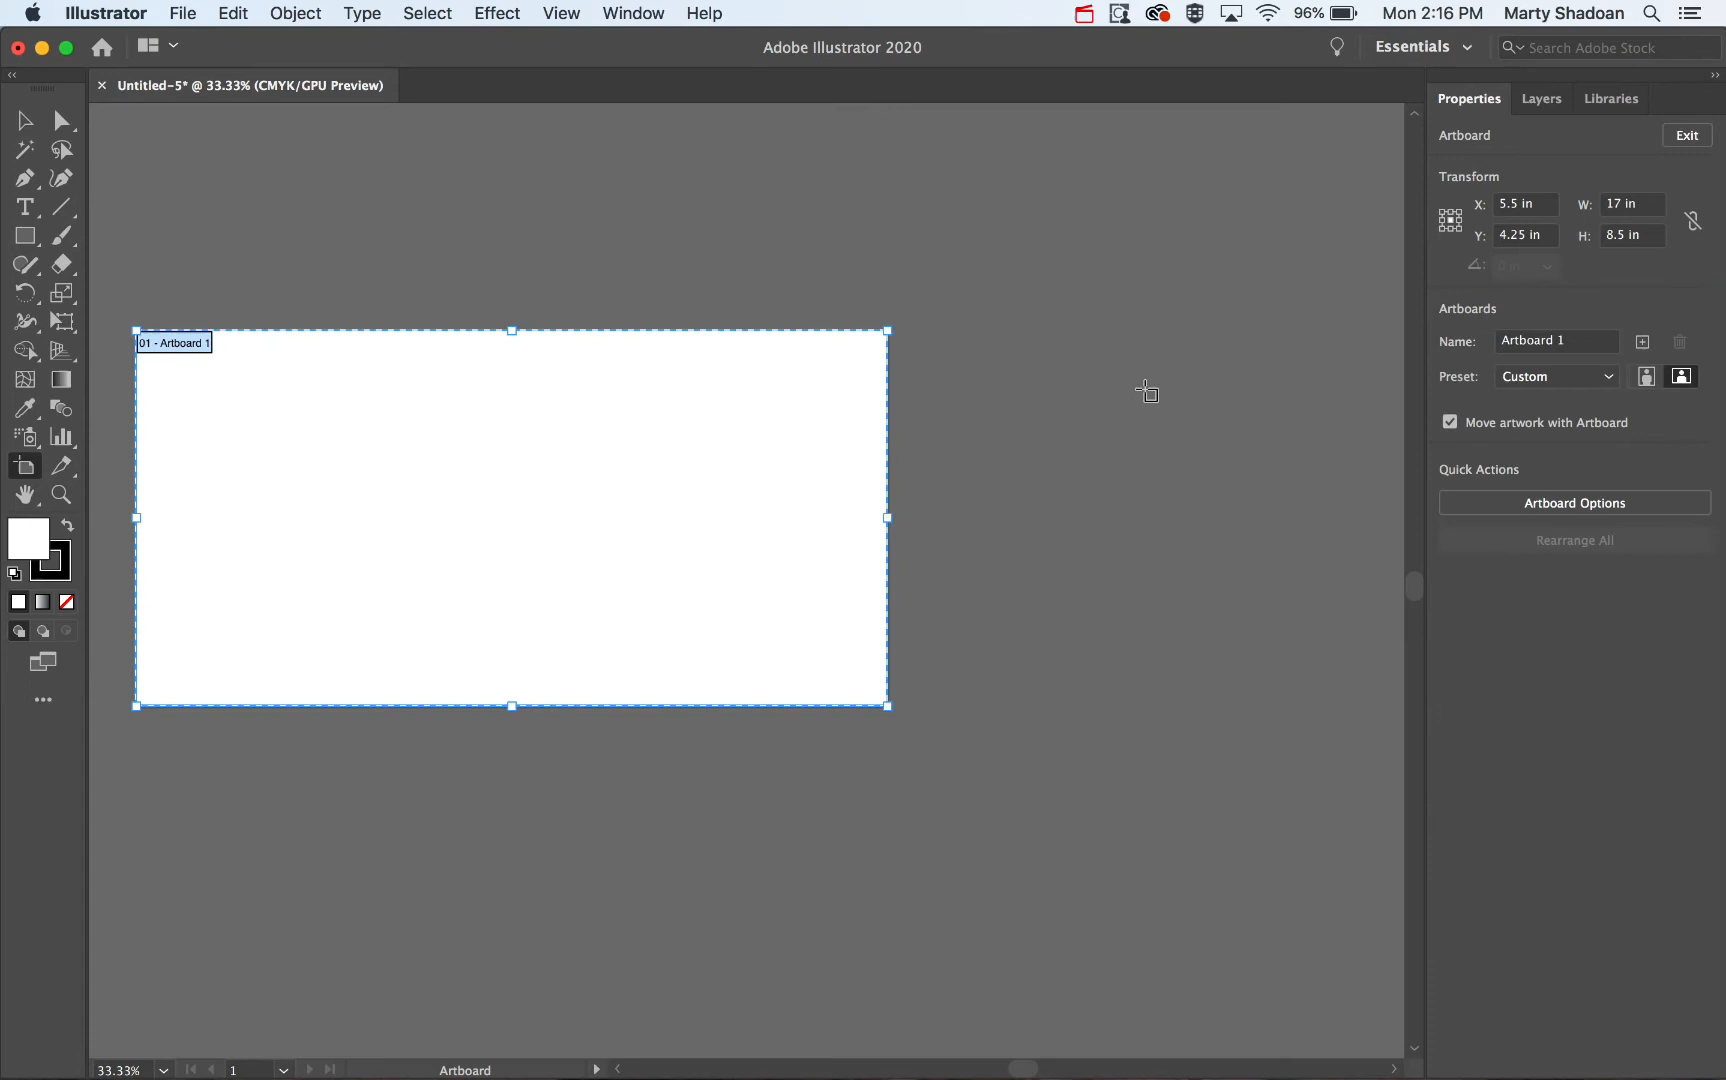 Illustrator File Edit Object Type Select Effect View Window Help 96% Mon 2:16 PM Marty Shadoan
Adobe Illustrator 2020 Essentials Search Adobe Stock
Untitled-5* @ 33.33% (CMYK/GPU Preview)
Properties Layers Libraries
Artboard Exit
Transform
X: 5.5 in W: 17 in
Y: 4.25 in H: 8.5 in
0 in
Artboards
01 - Artboard 1
Name: Artboard 1
Preset: Custom
Move artwork with Artboard
Quick Actions
Artboard Options
Rearrange All
33.33% 1 Artboard